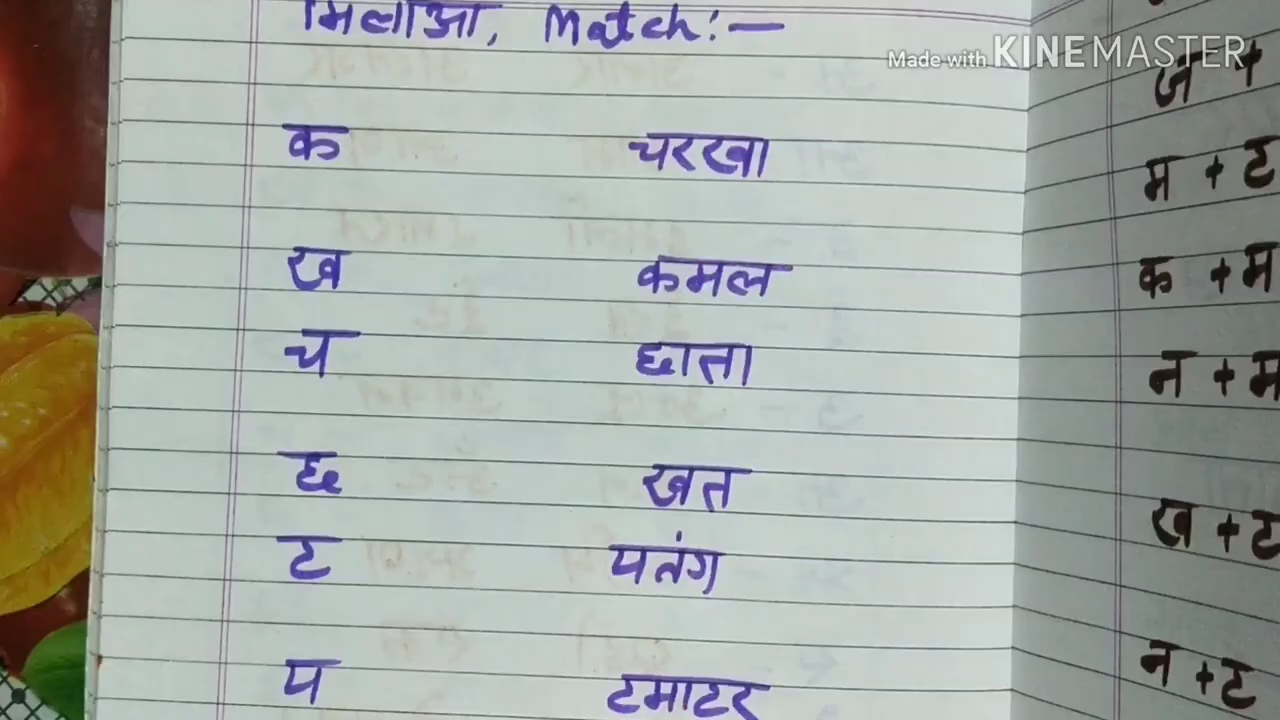 मिलाओ, Match:-
Made with KINEMASTER
क चरखा
ख कमल
च छाता
छ खत
ट पतंग
प टमाटर
ज +
म + ट
क + म
न + म
ख + ट
न + ट